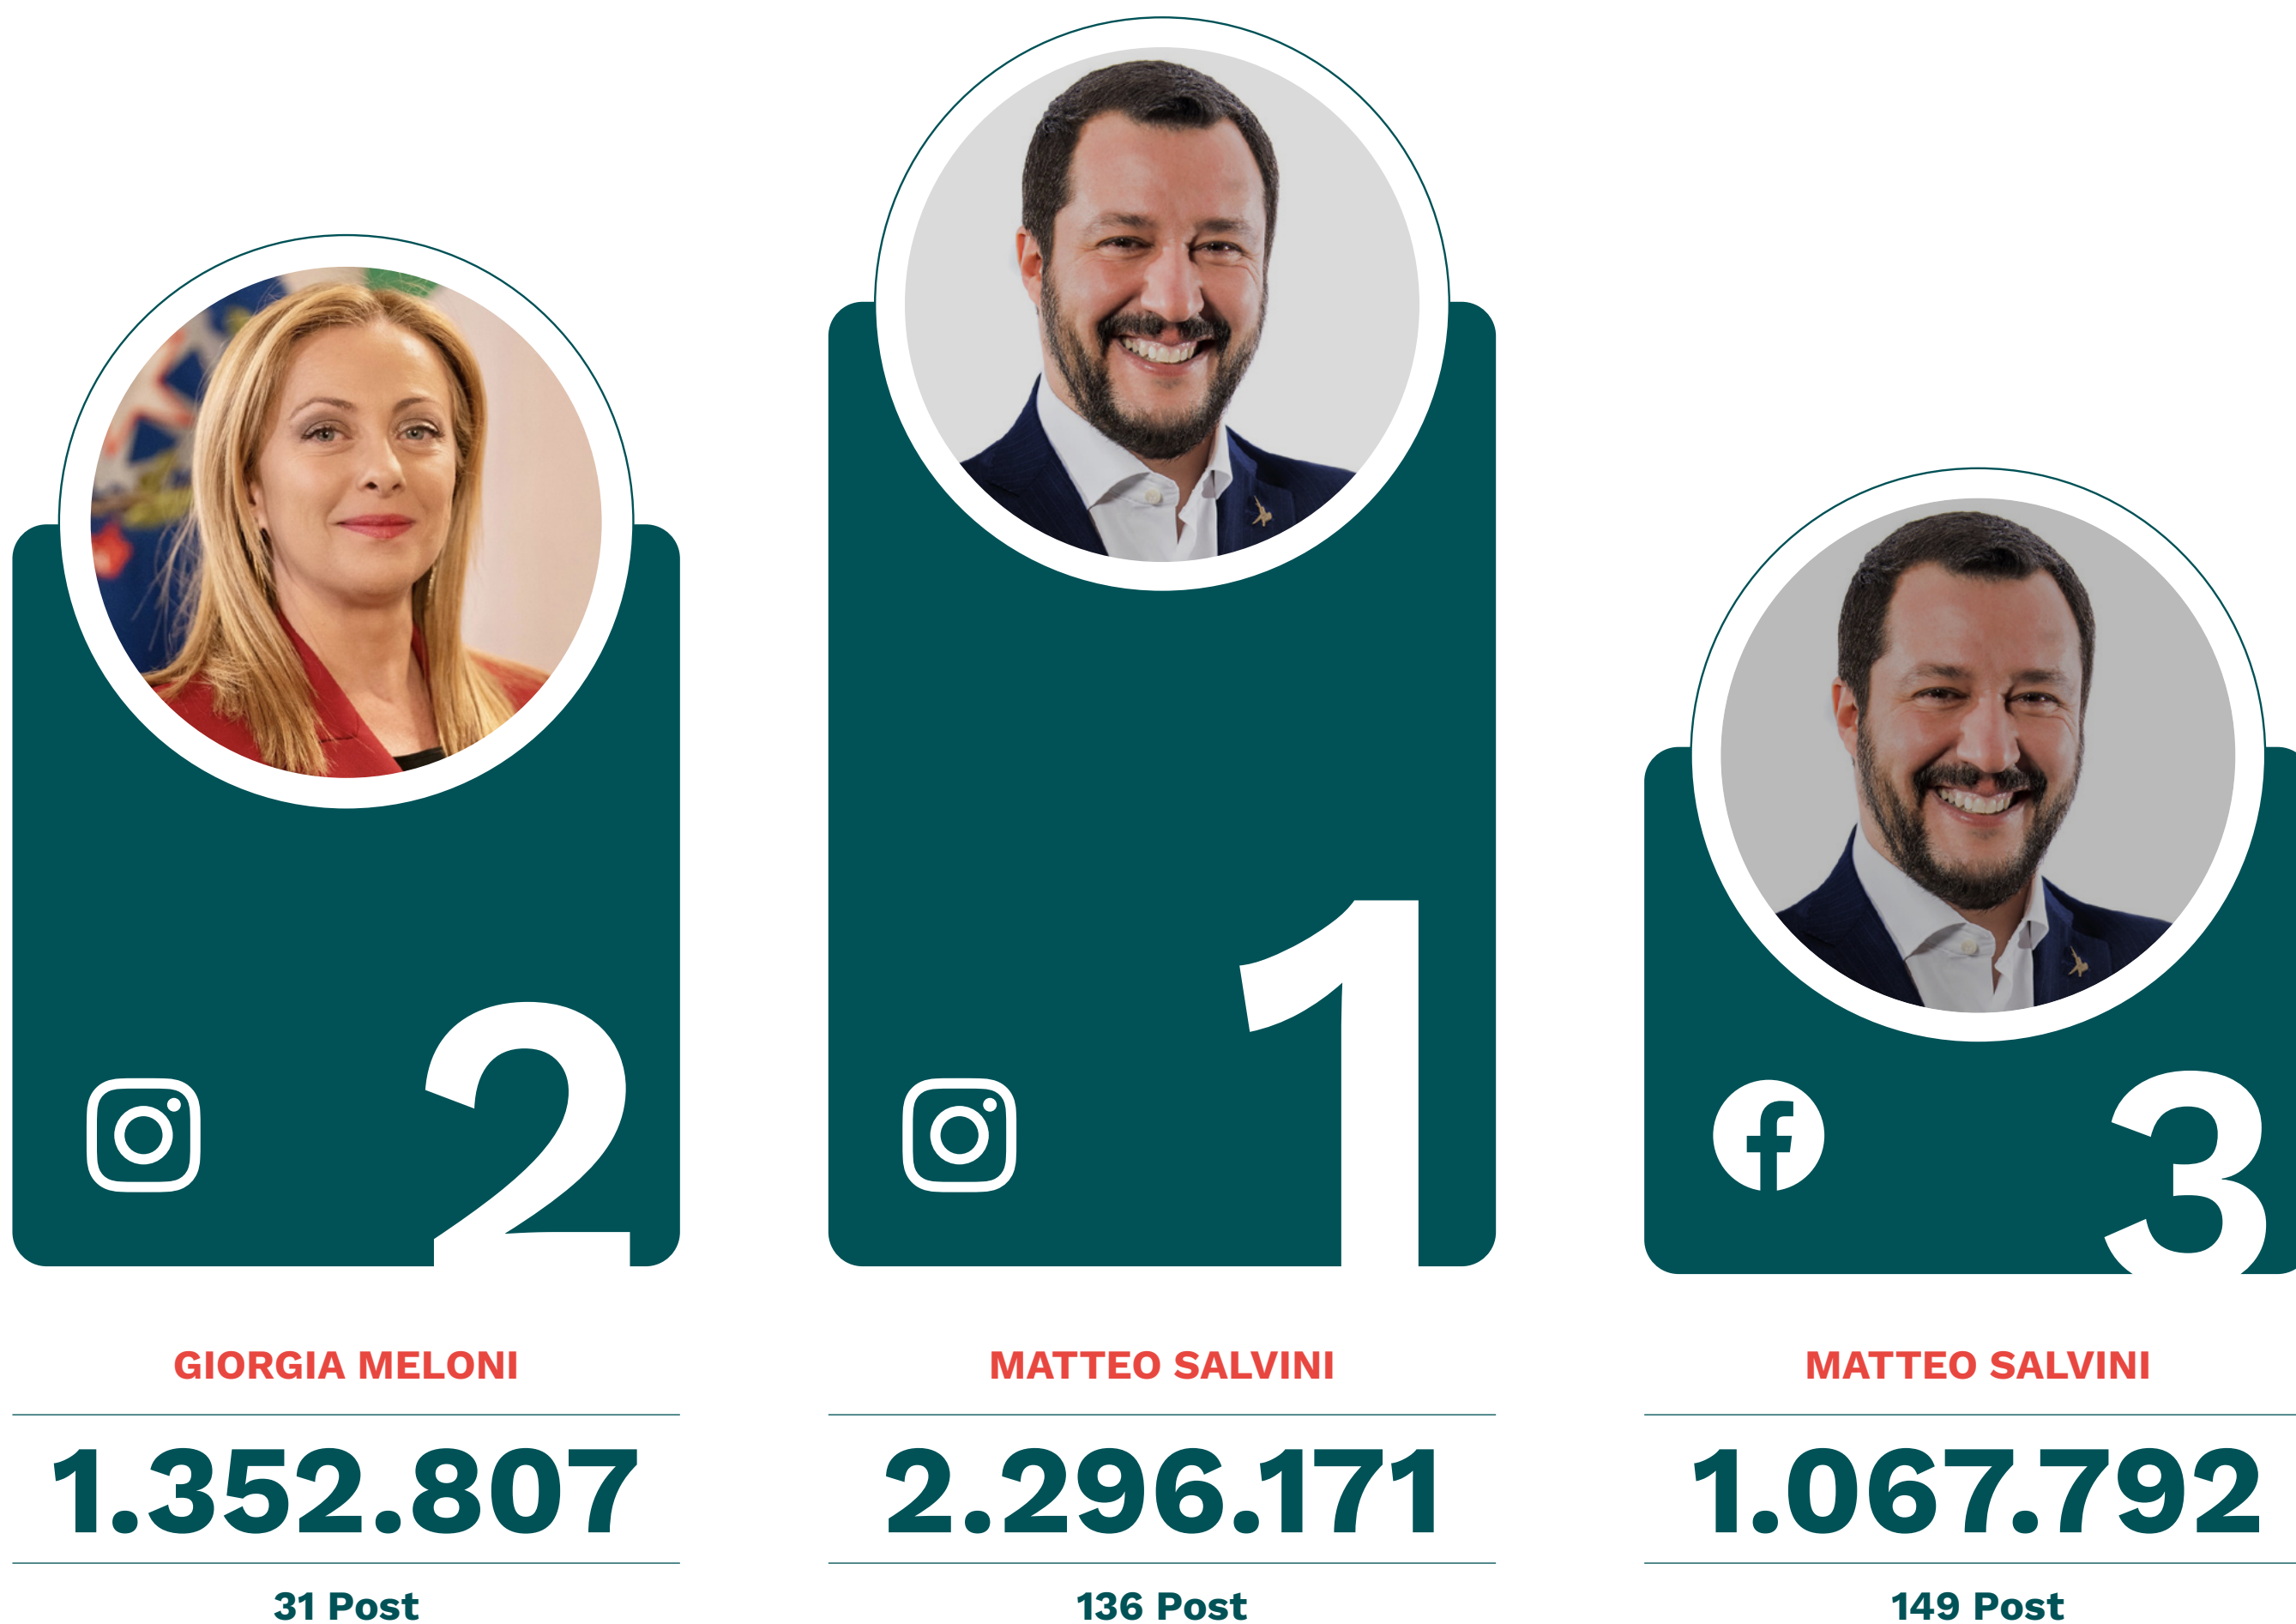 2
GIORGIA MELONI
1.352.807
31 Post
1
MATTEO SALVINI
2.296.171
136 Post
3
MATTEO SALVINI
1.067.792
149 Post